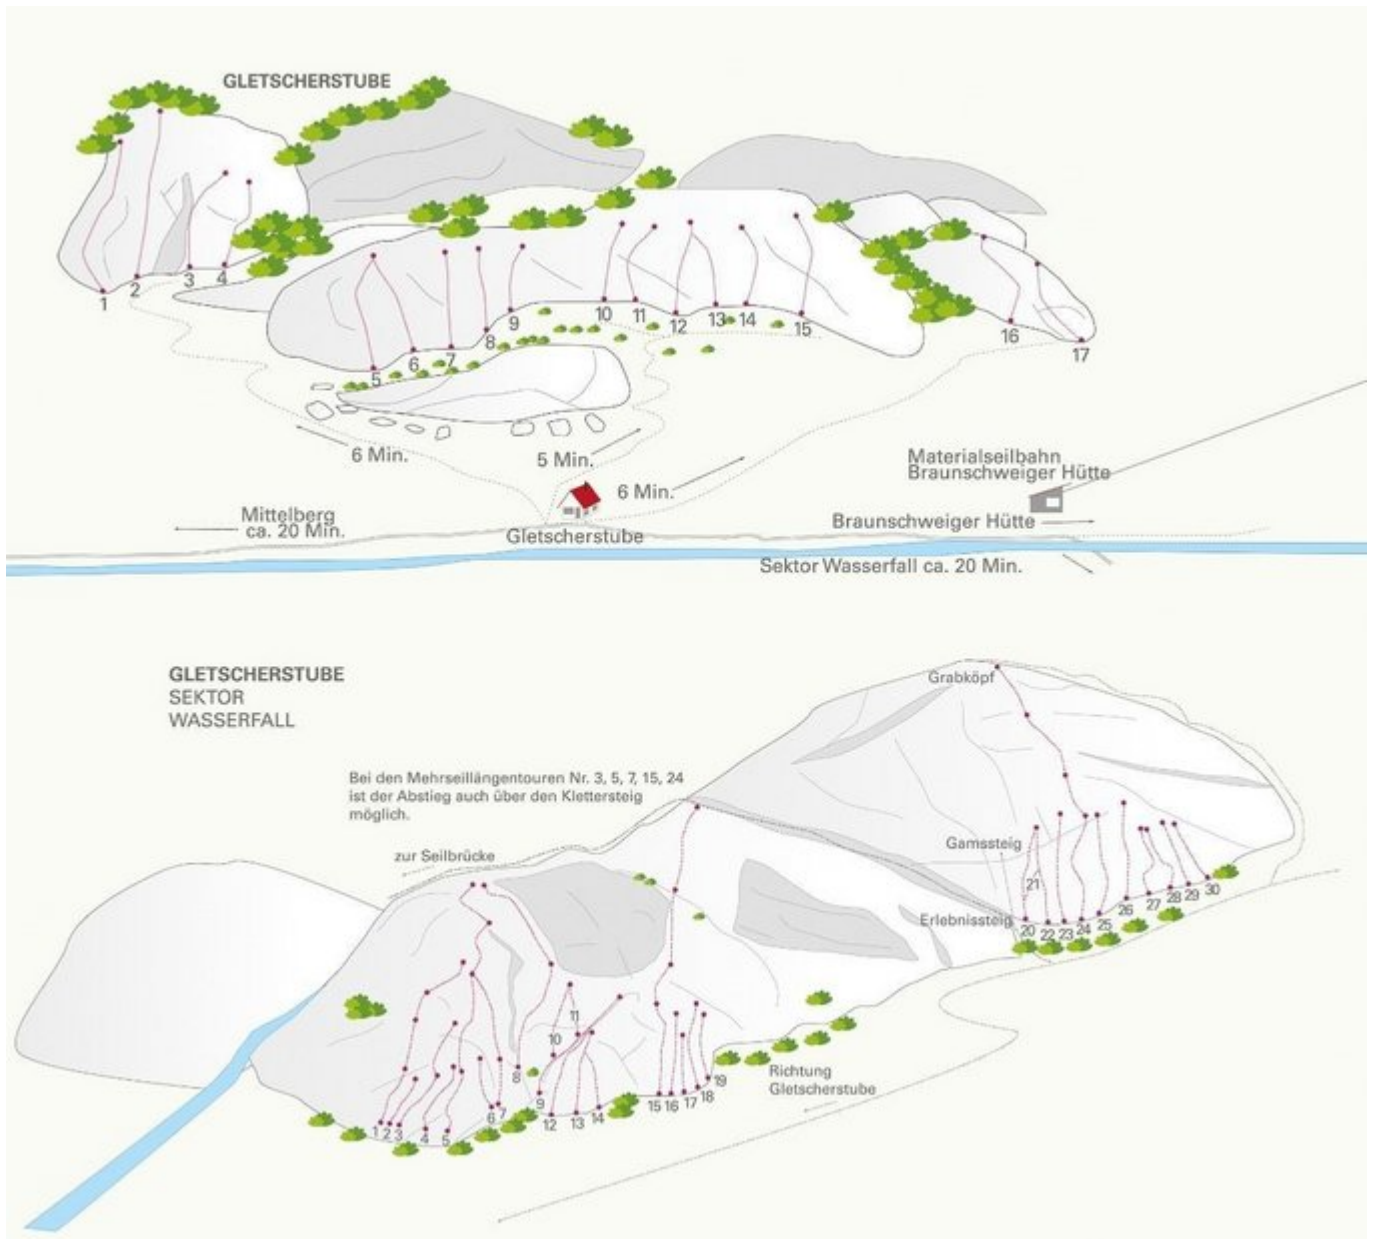 GLETSCHERSTUBE
1
2
3
4
5
6
7
8
9
10
11
12
13
14
15
16
17
6 Min.
5 Min.
6 Min.
Materialseilbahn
Braunschweiger Hütte
Mittelberg
ca. 20 Min.
Gletscherstube
Braunschweiger Hütte
Sektor Wasserfall ca. 20 Min.
GLETSCHERSTUBE
SEKTOR
WASSERFALL
Grabköpf
Bei den Mehrseillängentouren Nr. 3, 5, 7, 15, 24
ist der Abstieg auch über den Klettersteig
möglich.
zur Seilbrücke
Gamssteig
Erlebnissteig
Richtung
Gletscherstube
1
2
3
4
5
6
7
8
9
10
11
12
13
14
15
16
17
18
19
20
21
22
23
24
25
26
27
28
29
30